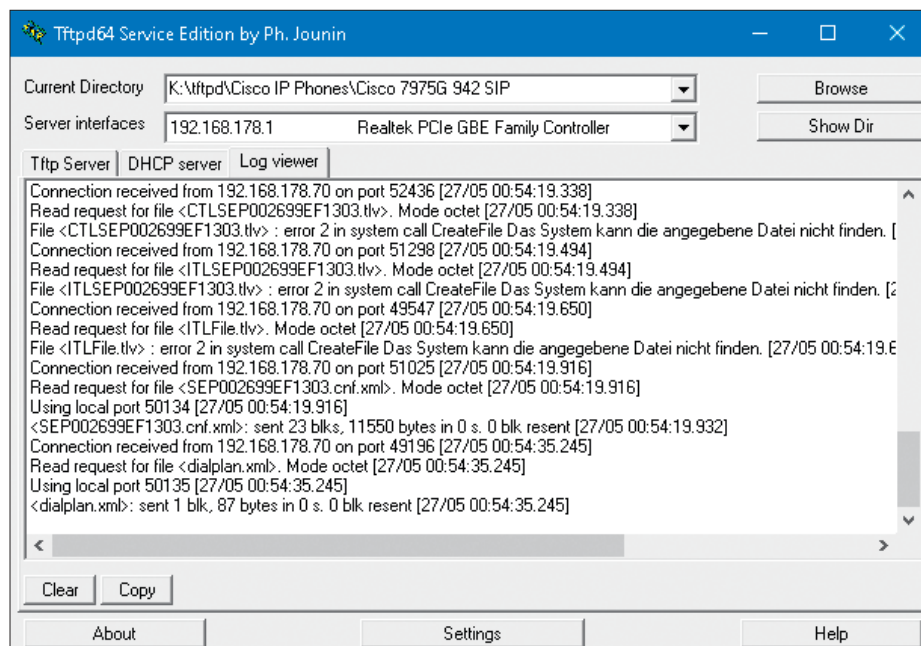 Tftpd64 Service Edition by Ph. Jounin
Current Directory K:\tftpd\Cisco IP Phones\Cisco 7975G 942 SIP Browse
Server interfaces 192.168.178.1 Realtek PCIe GBE Family Controller Show Dir
Tftp Server DHCP server Log viewer
Connection received from 192.168.178.70 on port 52436 [27/05 00:54:19.338]
Read request for file <CTLSEP002699EF1303.tlv>. Mode octet [27/05 00:54:19.338]
File <CTLSEP002699EF1303.tlv> : error 2 in system call CreateFile Das System kann die angegebene Datei nicht finden. [
Connection received from 192.168.178.70 on port 51298 [27/05 00:54:19.494]
Read request for file <ITLSEP002699EF1303.tlv>. Mode octet [27/05 00:54:19.494]
File <ITLSEP002699EF1303.tlv> : error 2 in system call CreateFile Das System kann die angegebene Datei nicht finden. [2
Connection received from 192.168.178.70 on port 49547 [27/05 00:54:19.650]
Read request for file <ITLFile.tlv>. Mode octet [27/05 00:54:19.650]
File <ITLFile.tlv> : error 2 in system call CreateFile Das System kann die angegebene Datei nicht finden. [27/05 00:54:19.6
Connection received from 192.168.178.70 on port 51025 [27/05 00:54:19.916]
Read request for file <SEP002699EF1303.cnf.xml>. Mode octet [27/05 00:54:19.916]
Using local port 50134 [27/05 00:54:19.916]
<SEP002699EF1303.cnf.xml>: sent 23 blks, 11550 bytes in 0 s. 0 blk resent [27/05 00:54:19.932]
Connection received from 192.168.178.70 on port 49196 [27/05 00:54:35.245]
Read request for file <dialplan.xml>. Mode octet [27/05 00:54:35.245]
Using local port 50135 [27/05 00:54:35.245]
<dialplan.xml>: sent 1 blk, 87 bytes in 0 s. 0 blk resent [27/05 00:54:35.245]
Clear Copy
About Settings Help